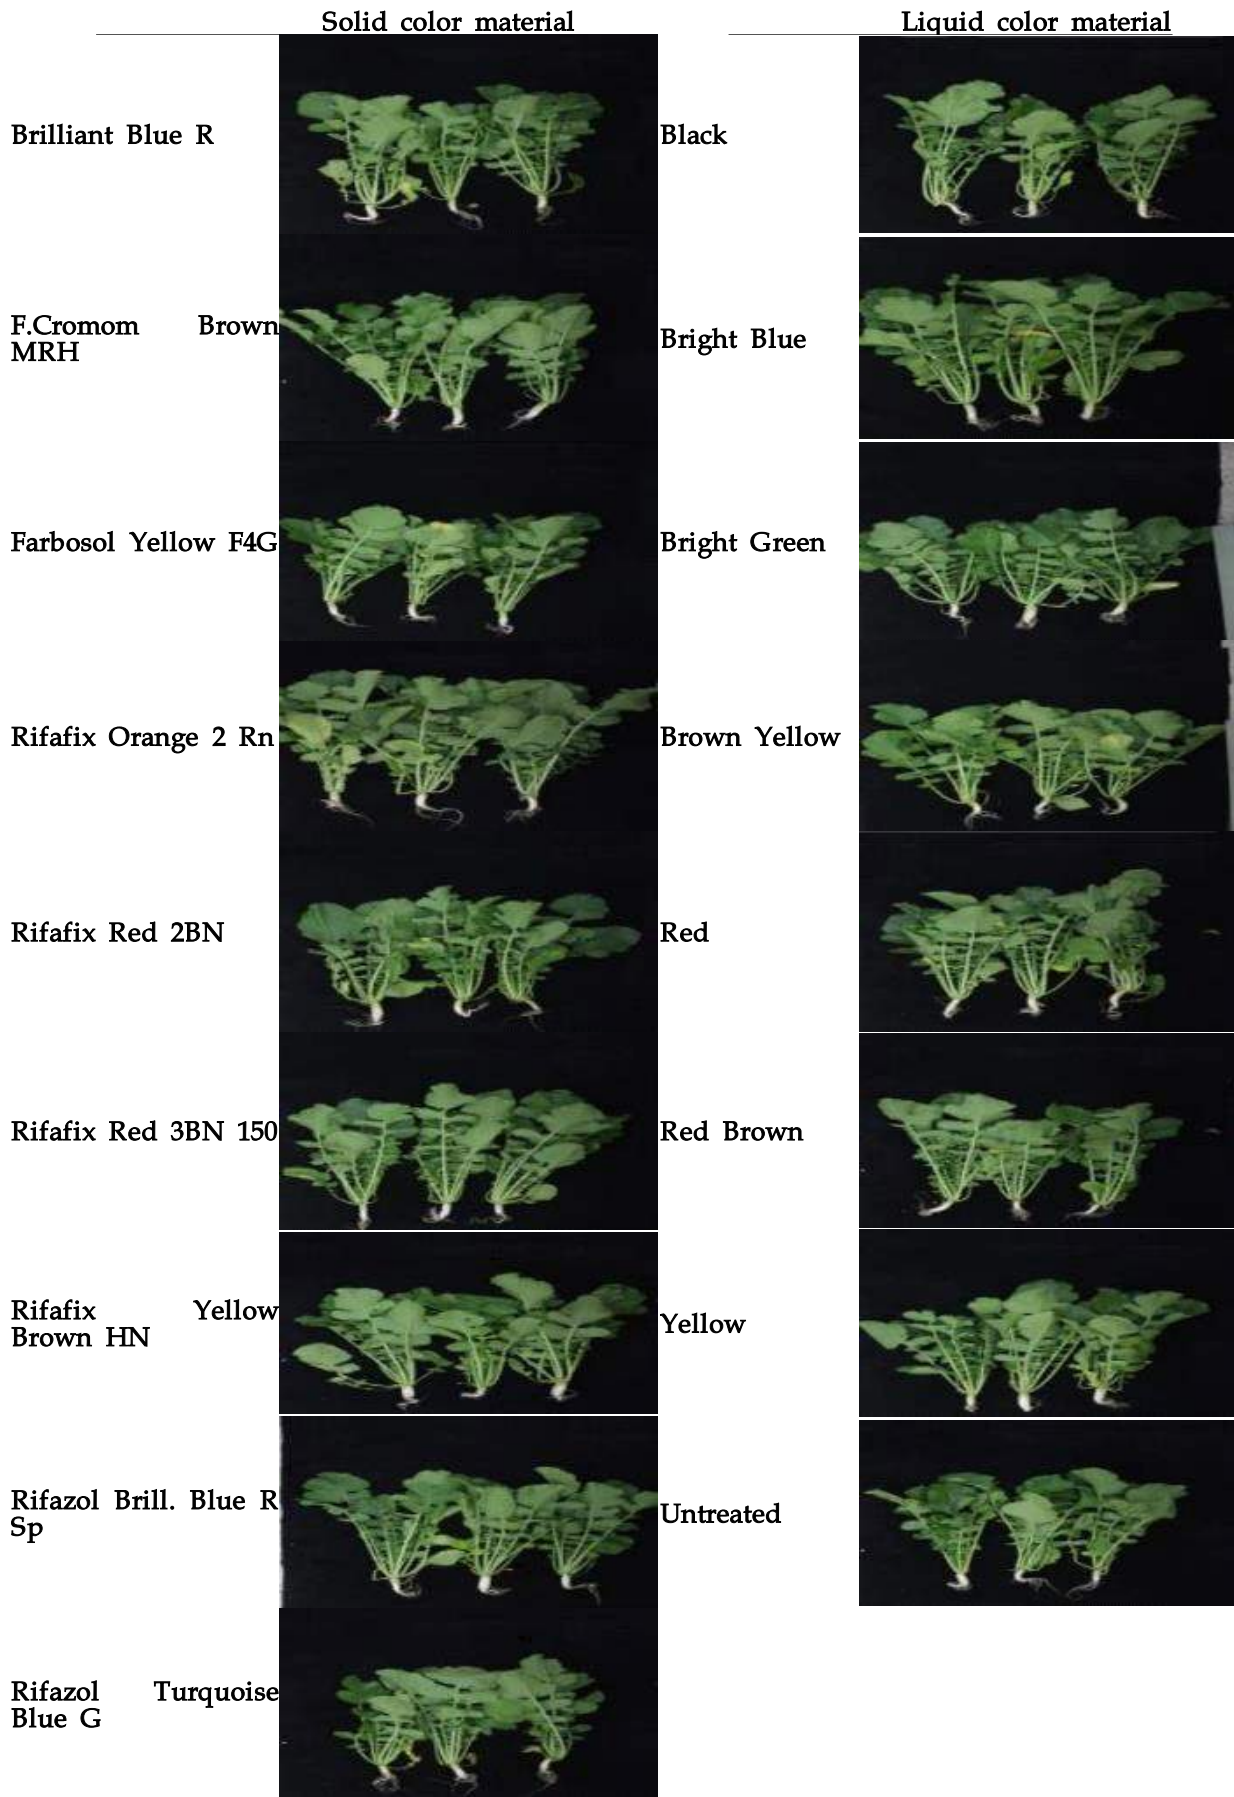 Solid color material
Liquid color material
Brilliant Blue R
Black
F.Cromom Brown
MRH
Bright Blue
Farbosol Yellow F4G
Bright Green
Rifafix Orange 2 Rn
Brown Yellow
Rifafix Red 2BN
Red
Rifafix Red 3BN 150
Red Brown
Rifafix Yellow
Brown HN
Yellow
Rifazol Brill. Blue R
Sp
Untreated
Rifazol Turquoise
Blue G